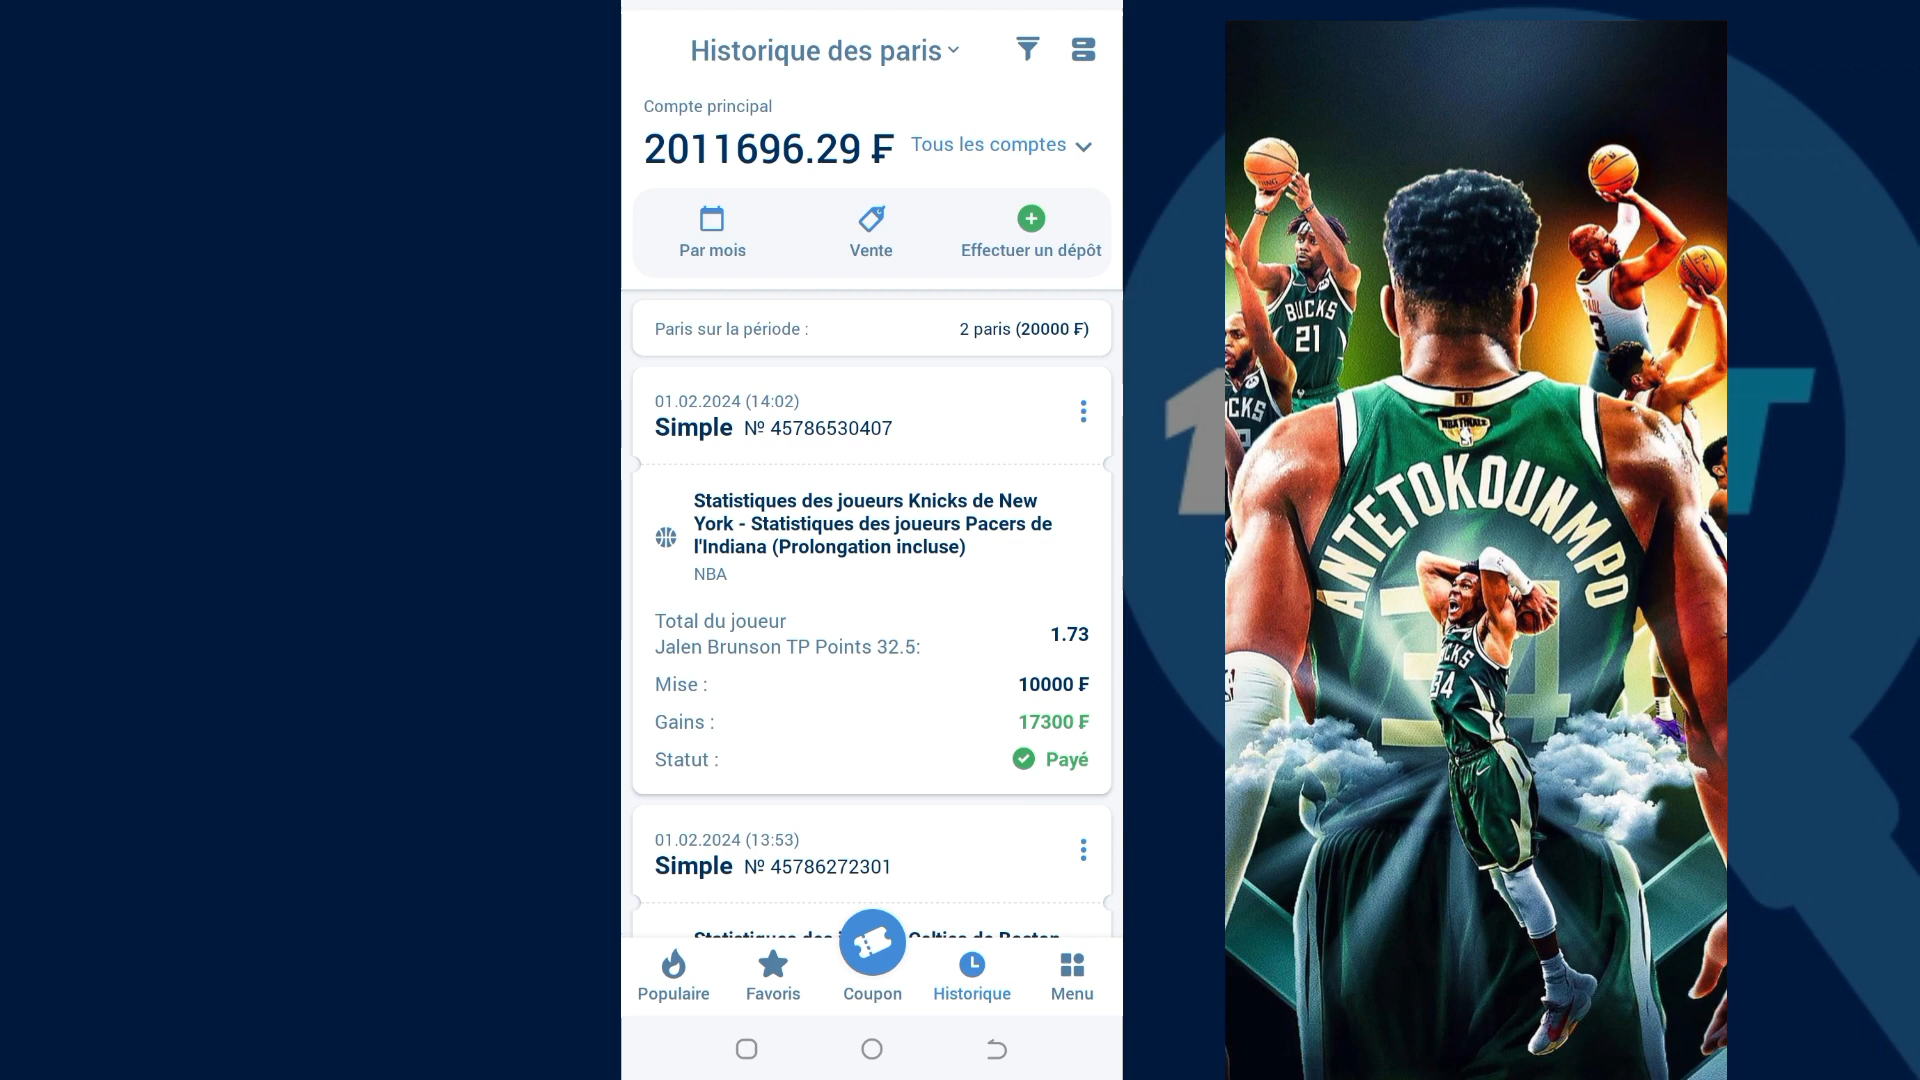 Historique des paris
Compte principal
2011696.29 ₣
Tous les comptes
Par mois
Vente
Effectuer un dépôt
Paris sur la période :
2 paris (20000 ₣)
01.02.2024 (14:02)
Simple № 45786530407
Statistiques des joueurs Knicks de New
York - Statistiques des joueurs Pacers de
l'Indiana (Prolongation incluse)
NBA
Total du joueur
Jalen Brunson TP Points 32.5:
1.73
Mise :
10000 ₣
Gains :
17300 ₣
Statut :
Payé
01.02.2024 (13:53)
Simple № 45786272301
Populaire
Favoris
Coupon
Historique
Menu
BUCKS
21
ANTETOKOUNMPO
34
NBA FINALS